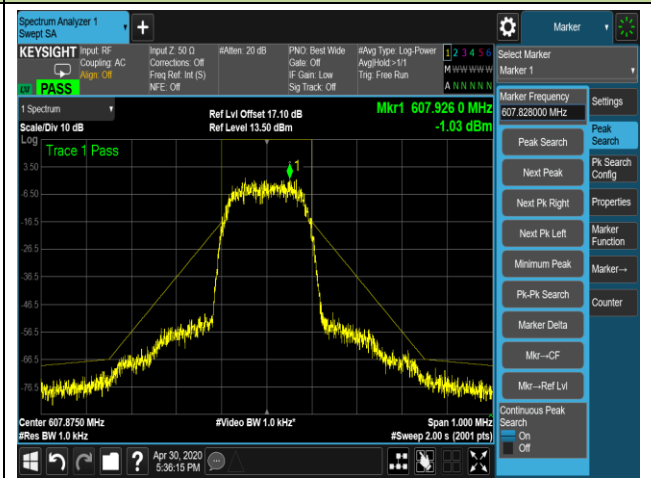 Spectrum Analyzer 1
Swept SA
Marker
KEYSIGHT
Input: RF
Coupling: AC
Align: Off
Input Z: 50 Ω
Corrections: Off
Freq Ref: Int (S)
NFE: Off
#Atten: 20 dB
PNO: Best Wide
Gate: Off
IF Gain: Low
Sig Track: Off
#Avg Type: Log-Power
Avg|Hold:>1/1
Trig: Free Run
1 2 3 4 5 6
M W W W W W
A N N N N N
LXI
PASS
Select Marker
Marker 1
1 Spectrum
Scale/Div 10 dB
Ref Lvl Offset 17.10 dB
Ref Level 13.50 dBm
Mkr1 607.926 0 MHz
-1.03 dBm
Log
Trace 1 Pass
1
3.50
-6.50
-16.5
-26.5
-36.5
-46.5
-56.5
-66.5
-76.5
Center 607.8750 MHz
#Res BW 1.0 kHz
#Video BW 1.0 kHz*
Span 1.000 MHz
#Sweep 2.00 s (2001 pts)
Marker Frequency
607.828000 MHz
Peak Search
Next Peak
Next Pk Right
Next Pk Left
Minimum Peak
Pk-Pk Search
Marker Delta
Mkr→CF
Mkr→Ref Lvl
Continuous Peak
Search
On
Off
Settings
Peak
Search
Pk Search
Config
Properties
Marker
Function
Marker→
Counter
?
Apr 30, 2020
5:36:15 PM